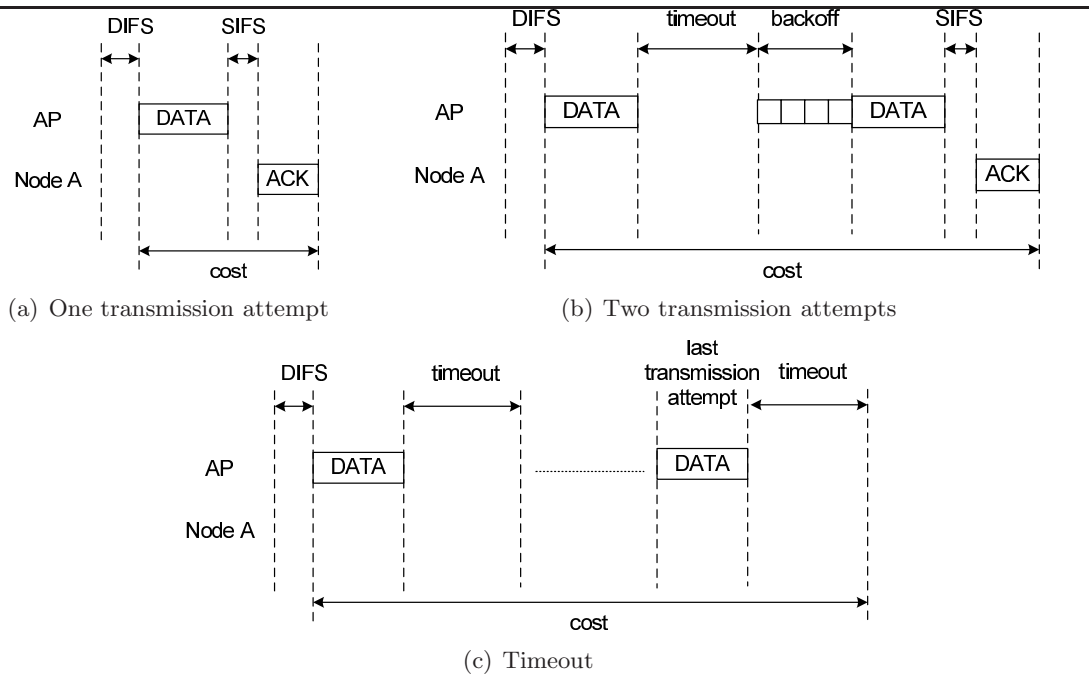 DIFS SIFS
AP DATA
Node A ACK
cost
(a) One transmission attempt
DIFS timeout backoff SIFS
AP DATA DATA
Node A ACK
cost
(b) Two transmission attempts
last
DIFS timeout transmission timeout
attempt
AP DATA DATA
Node A
cost
(c) Timeout